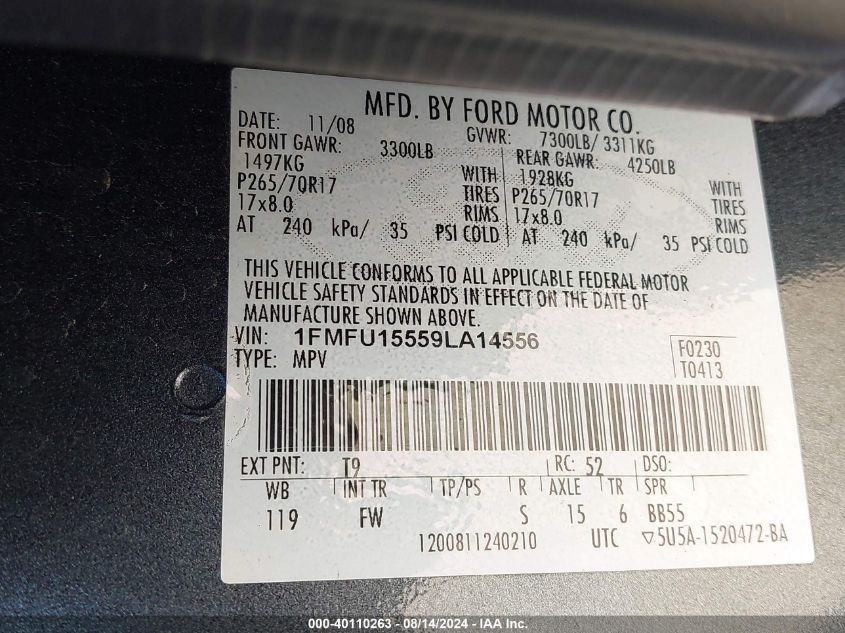 MFD. BY FORD MOTOR CO.
DATE: 11/08 GVWR: 7300LB/ 3311KG
FRONT GAWR: 3300LB REAR GAWR: 4250LB
1497KG WITH 1928KG WITH
P265/70R17 TIRES P265/70R17 TIRES
17x8.0 RIMS 17x8.0 RIMS
AT 240 kPa/ 35 PSI COLD AT 240 kPa/ 35 PSI COLD
THIS VEHICLE CONFORMS TO ALL APPLICABLE FEDERAL MOTOR
VEHICLE SAFETY STANDARDS IN EFFECT ON THE DATE OF
MANUFACTURE SHOWN ABOVE.
VIN: 1FMFU15559LA14556
TYPE: MPV
F0230
T0413
EXT PNT: T9 RC: 52 DSO:
WB INT TR TP/PS R AXLE TR SPR
119 FW S 15 6 BB55
1200811240210 UTC ▽5U5A-1520472-BA
000-40110263 - 08/14/2024 - IAA Inc.